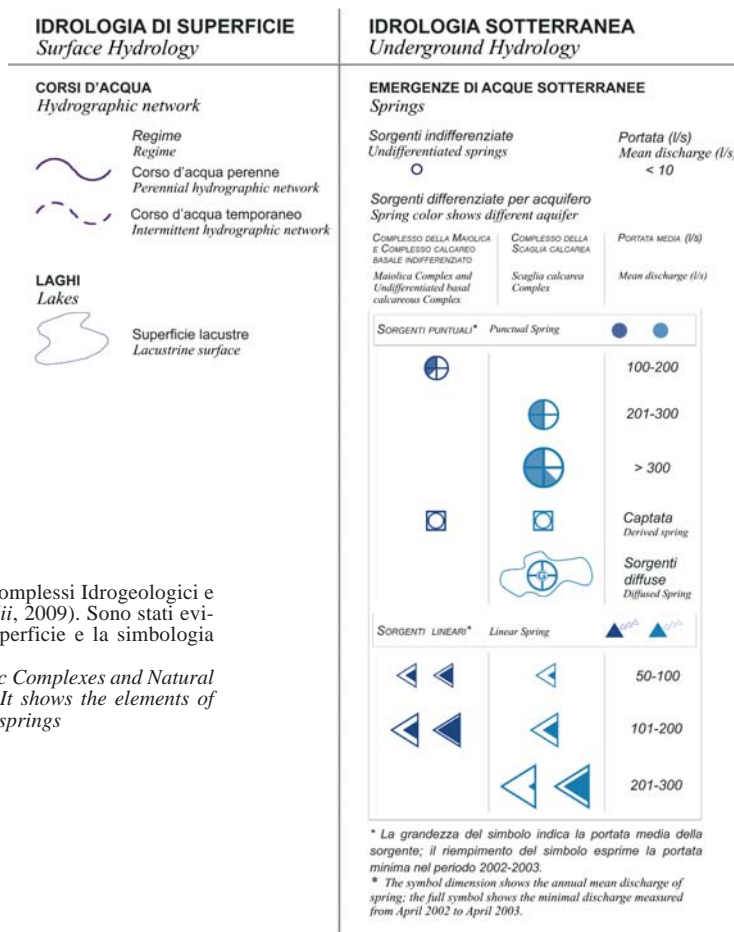 IDROLOGIA DI SUPERFICIE
Surface Hydrology
CORSI D'ACQUA
Hydrographic network
Regime
Regime
Corso d'acqua perenne
Perennial hydrographic network
Corso d'acqua temporaneo
Intermittent hydrographic network
LAGHI
Lakes
Superficie lacustre
Lacustrine surface
omplessi Idrogeologici e
ii, 2009). Sono stati evi-
perficie e la simbologia
c Complexes and Natural
It shows the elements of
springs
IDROLOGIA SOTTERRANEA
Underground Hydrology
EMERGENZE DI ACQUE SOTTERRANEE
Springs
Sorgenti indifferenziate
Undifferentiated springs
Portata (l/s)
Mean discharge (l/s
< 10
Sorgenti differenziate per acquifero
Spring color shows different aquifer
COMPLESSO DELLA MAIOLICA
E COMPLESSO CALCAREO
BASALE INDIFFERENZIATO
Maiolica Complex and
Undifferentiated basal
calcareous Complex
COMPLESSO DELLA
SCAGLIA CALCAREA
Scaglia calcarea
Complex
PORTATA MEDIA (l/s)
Mean discharge (l/s)
SORGENTI PUNTUALI* Punctual Spring
100-200
201-300
> 300
Captata
Derived spring
G
Sorgenti
diffuse
Diffused Spring
SORGENTI LINEARI* Linear Spring
50-100
101-200
201-300
* La grandezza del simbolo indica la portata media della
sorgente; il riempimento del simbolo esprime la portata
minima nel periodo 2002-2003.
* The symbol dimension shows the annual mean discharge of
spring; the full symbol shows the minimal discharge measured
from April 2002 to April 2003.